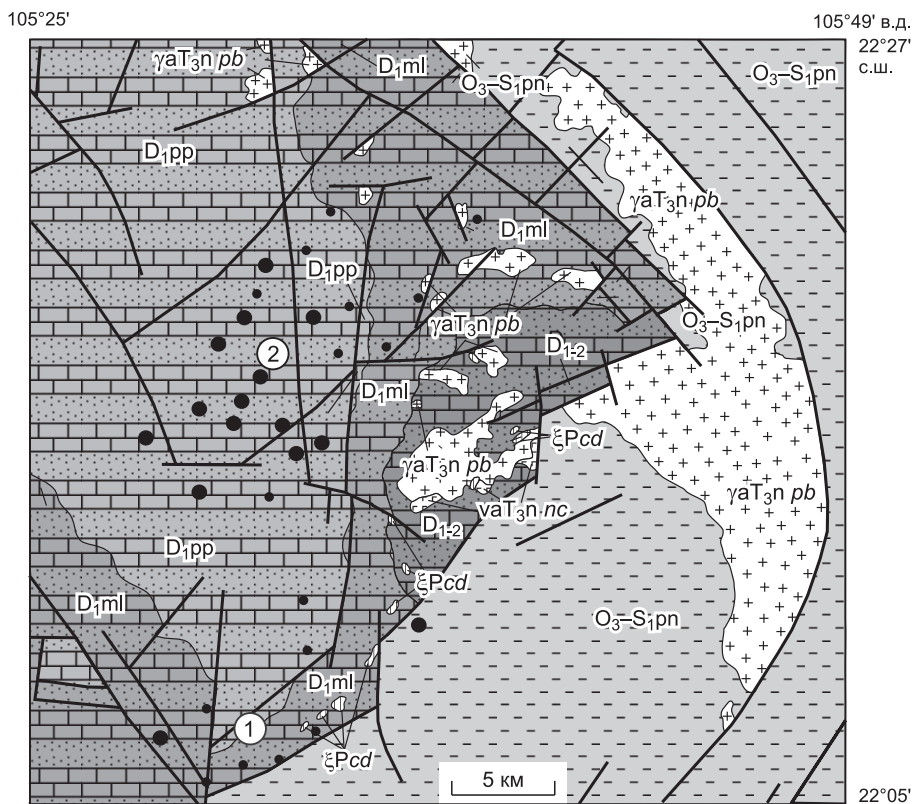 105°25'
105°49' в.д.
22°27'
с.ш.
γaT₃n pb
D₁ml
O₃–S₁pn
O₃–S₁pn
D₁pp
γaT₃n pb
D₁ml
D₁pp
γaT₃n pb
O₃–S₁pn
D₁₋₂
2
D₁ml
ξPcd
γaT₃n pb
γaT₃n pb
νaT₃n nc
D₁₋₂
D₁pp
ξPcd
D₁ml
O₃–S₁pn
D₁ml
1
ξPcd
5 км
22°05'